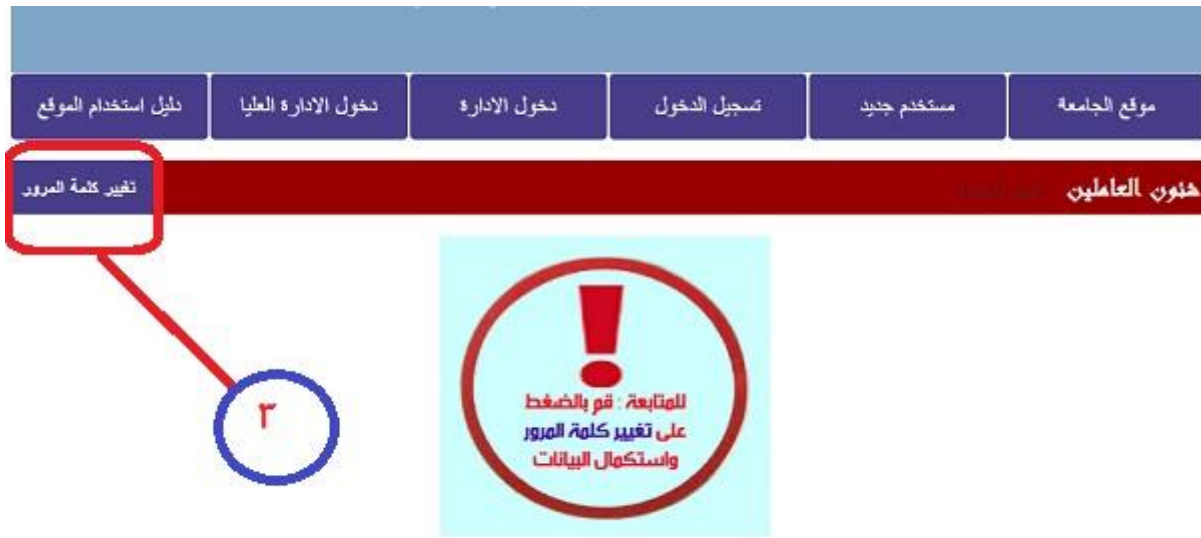 موقع الجامعة
مستخدم جديد
تسجيل الدخول
دخول الادارة
دخول الادارة العليا
دليل استخدام الموقع
شئون العاملين
تغيير كلمة المرور
للمتابعة : قم بالضغط
على تغيير كلمة المرور
واستكمال البيانات
٣